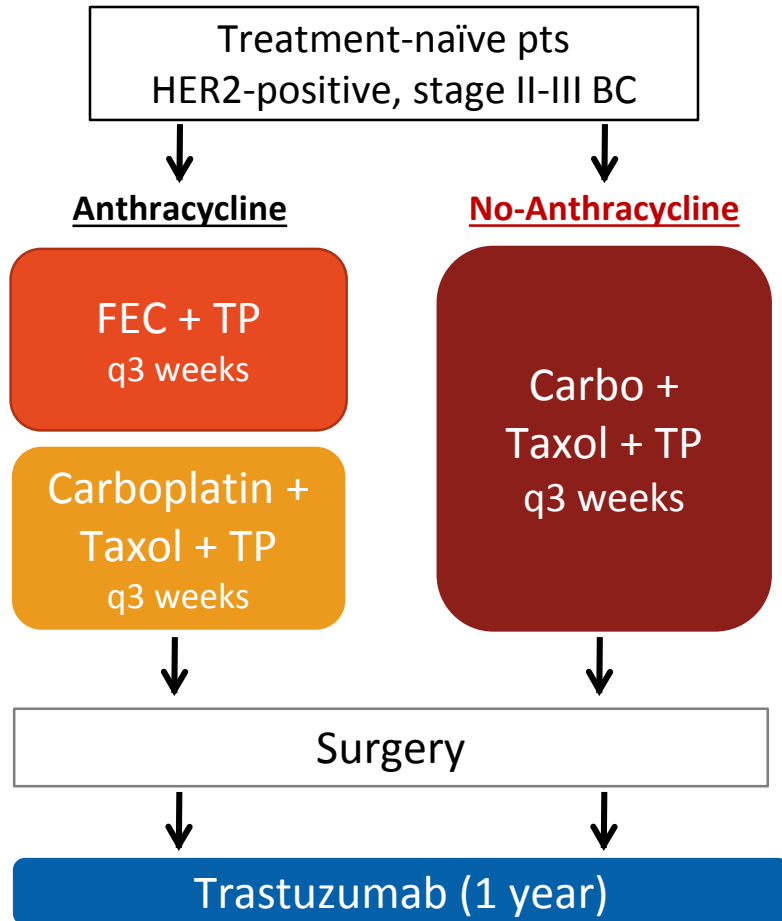 Treatment-naïve pts
HER2-positive, stage II-III BC
Anthracycline
No-Anthracycline
FEC + TP
q3 weeks
Carboplatin +
Taxol + TP
q3 weeks
Carbo +
Taxol + TP
q3 weeks
Surgery
Trastuzumab (1 year)